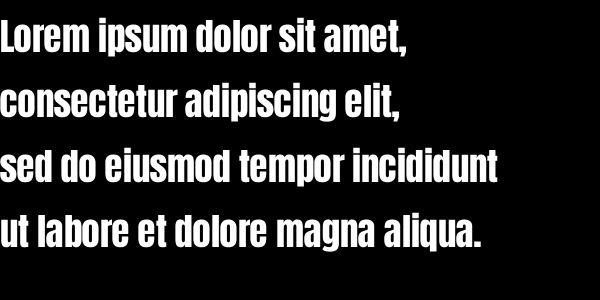 Lorem ipsum dolor sit amet,
consectetur adipiscing elit,
sed do eiusmod tempor incididunt
ut labore et dolore magna aliqua.